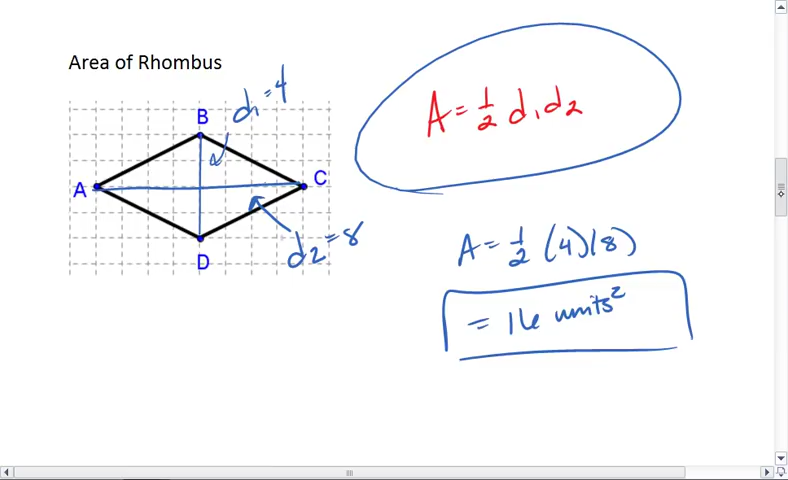 Area of Rhombus
d1=4
B
A
C
D
d2=8
A=1/2 d1d2
A=1/2 (4)(8)
=16 units²